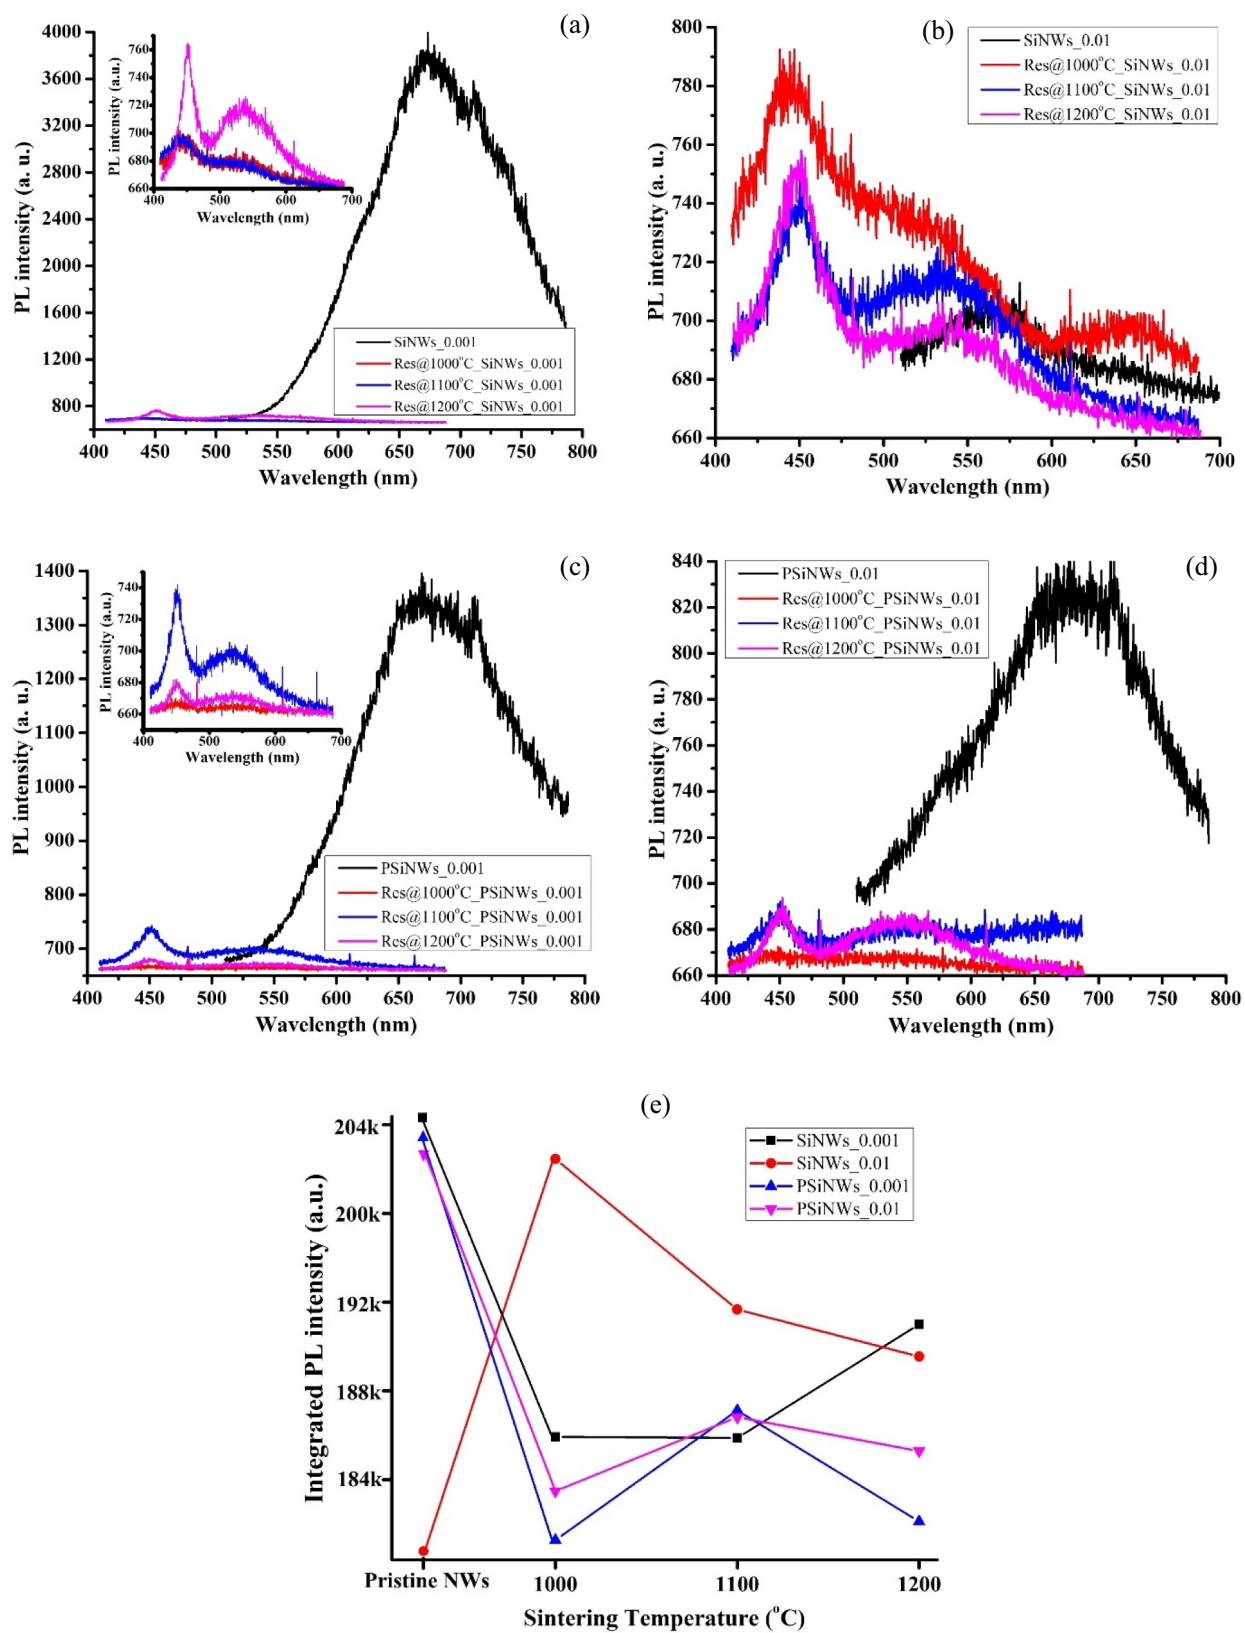 (a)
4000
3600
3200
2800
2400
2000
1600
1200
800
PL intensity (a. u.)
400 450 500 550 600 650 700 750 800
Wavelength (nm)
760
740
720
700
680
660
PL intensity (a.u.)
400 500 600 700
Wavelength (nm)
SiNWs_0.001
Res@1000°C_SiNWs_0.001
Res@1100°C_SiNWs_0.001
Res@1200°C_SiNWs_0.001
(b)
800
780
760
740
720
700
680
660
PL intensity (a. u.)
400 450 500 550 600 650 700
Wavelength (nm)
SiNWs_0.01
Res@1000°C_SiNWs_0.01
Res@1100°C_SiNWs_0.01
Res@1200°C_SiNWs_0.01
(c)
1400
1300
1200
1100
1000
900
800
700
PL intensity (a. u.)
400 450 500 550 600 650 700 750 800
Wavelength (nm)
740
720
700
680
660
PL intensity (a.u.)
400 500 600 700
Wavelength (nm)
PSiNWs_0.001
Res@1000°C_PSiNWs_0.001
Res@1100°C_PSiNWs_0.001
Res@1200°C_PSiNWs_0.001
(d)
840
820
800
780
760
740
720
700
680
660
PL intensity (a. u.)
400 450 500 550 600 650 700 750 800
Wavelength (nm)
PSiNWs_0.01
Res@1000°C_PSiNWs_0.01
Res@1100°C_PSiNWs_0.01
Res@1200°C_PSiNWs_0.01
(e)
204k
200k
192k
188k
184k
Integrated PL intensity (a.u.)
Pristine NWs 1000 1100 1200
Sintering Temperature (°C)
SiNWs_0.001
SiNWs_0.01
PSiNWs_0.001
PSiNWs_0.01